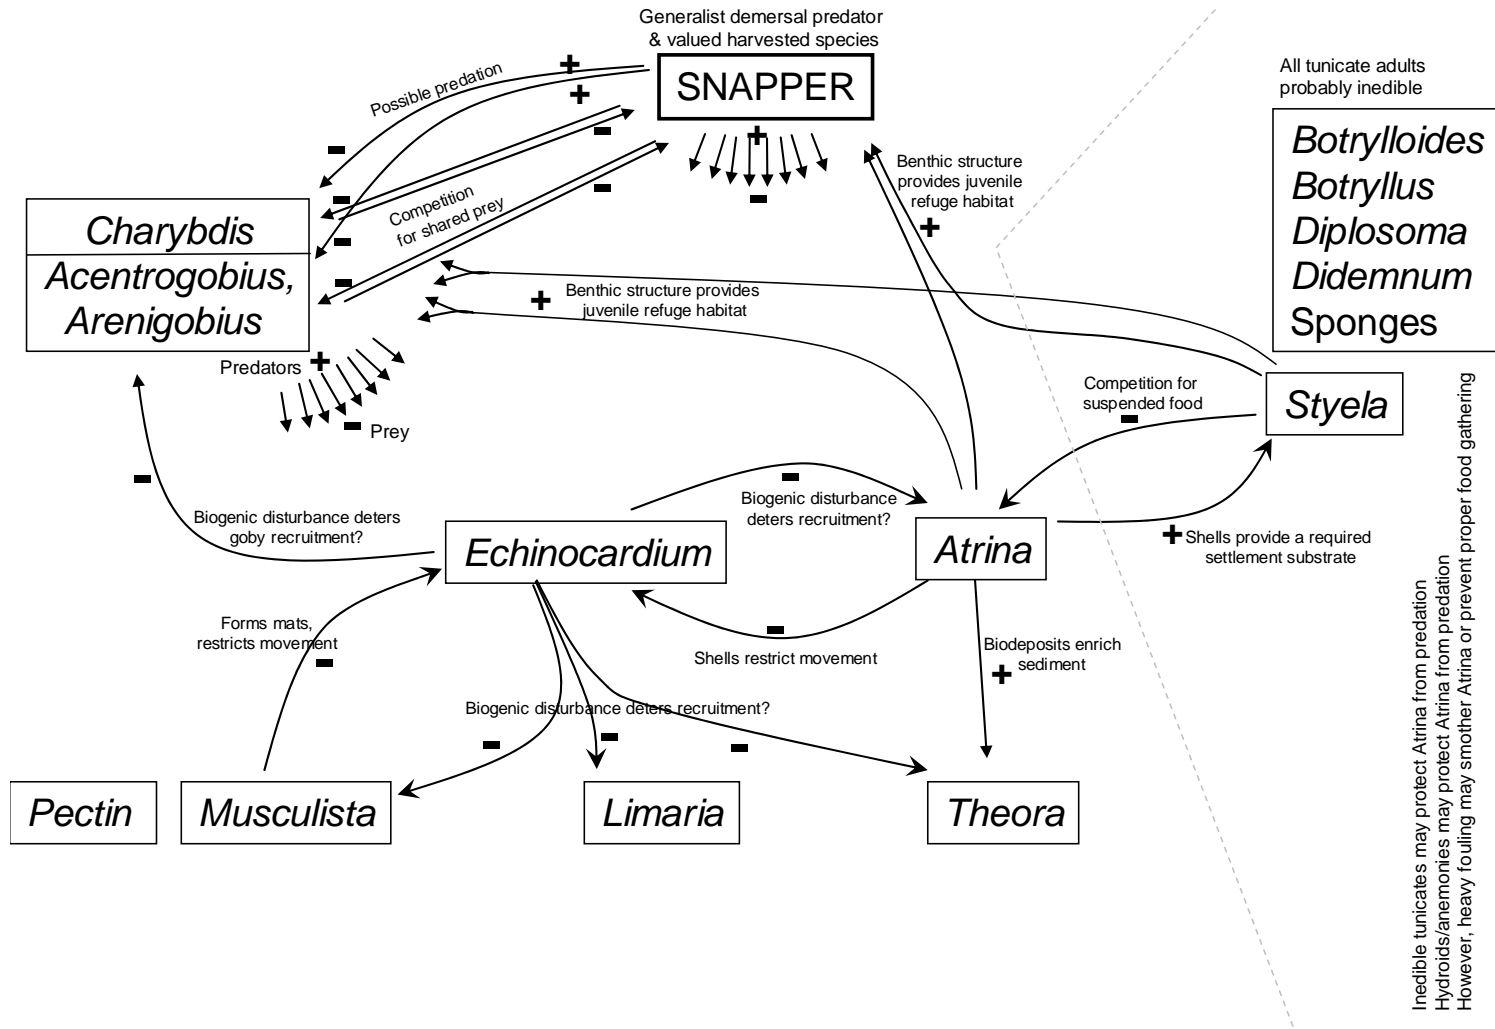 Generalist demersal predator
& valued harvested species
SNAPPER
All tunicate adults
probably inedible
Botrylloides
Botryllus
Diplosoma
Didemnum
Sponges
Styela
Possible predation
+
+
-
-
-
-
-
-
+
-
Competition
for shared prey
Benthic structure
provides juvenile
refuge habitat
+
Charybdis
Acentrogobius,
Arenigobius
+
Benthic structure provides
juvenile refuge habitat
Predators
+
-
Prey
Competition for
suspended food
-
-
Biogenic disturbance deters
goby recruitment?
-
Biogenic disturbance
deters recruitment?
Echinocardium
Atrina
+
Shells provide a required
settlement substrate
Forms mats,
restricts movement
-
-
Shells restrict movement
Biodeposits enrich
sediment
+
Biogenic disturbance deters recruitment?
-
-
-
Pectin
Musculista
Limaria
Theora
Inedible tunicates may protect Atrina from predation
Hydroids/anemonies may protect Atrina from predation
However, heavy fouling may smother Atrina or prevent proper food gathering